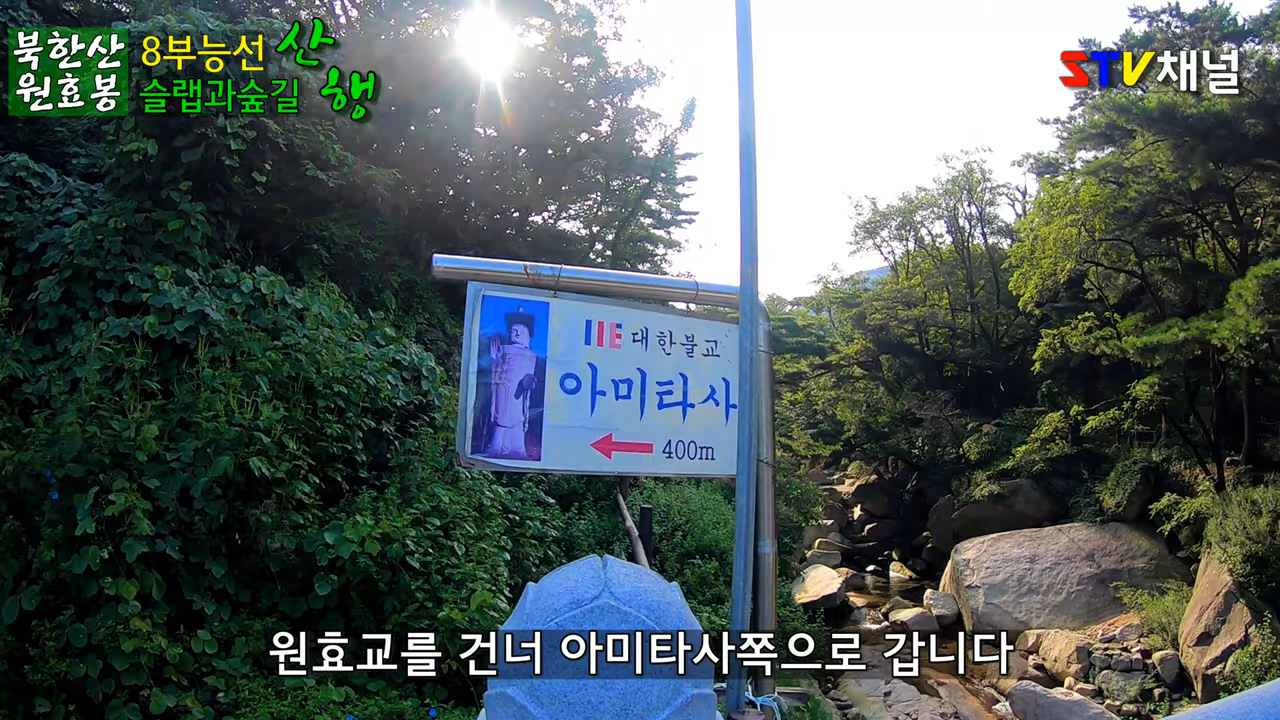 북한산
원효봉
8부능선
슬랩과숲길
산행
STV채널
대한불교
아미타사
400m
원효교를 건너 아미타사쪽으로 갑니다